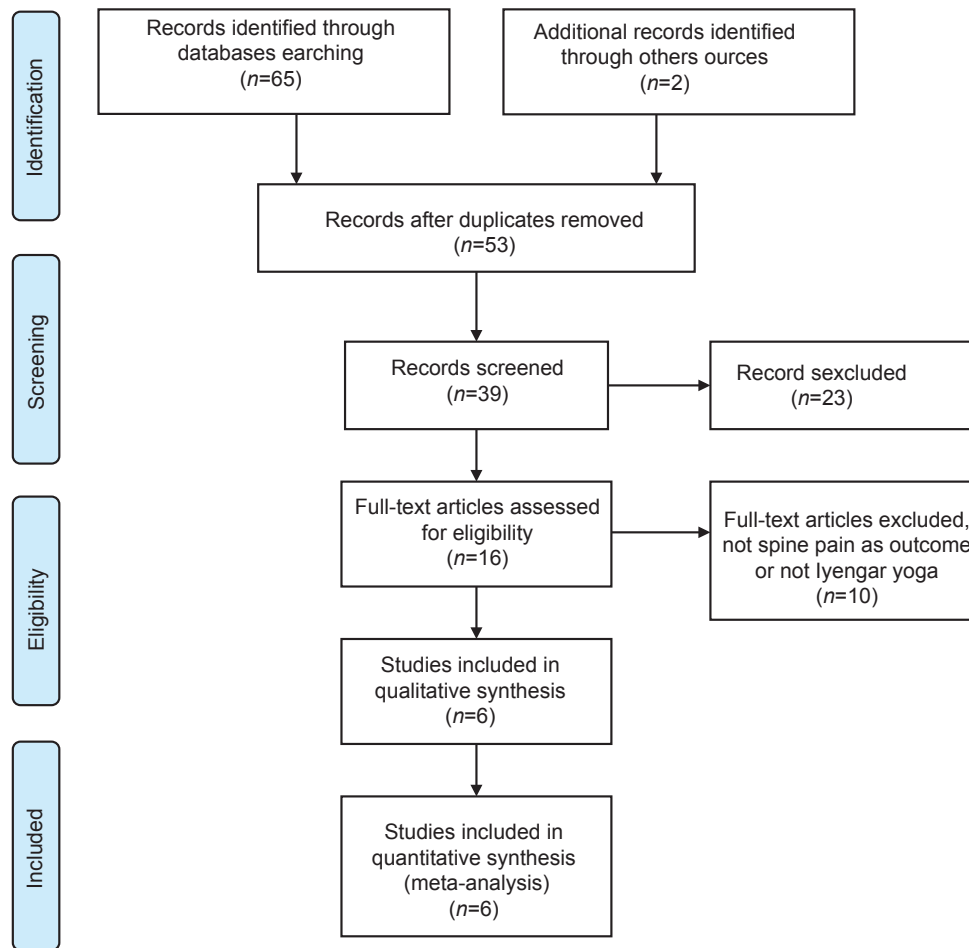 Identification
Records identified through
databases earching
(n=65)
Additional records identified
through others ources
(n=2)
Records after duplicates removed
(n=53)
Screening
Records screened
(n=39)
Record sexcluded
(n=23)
Eligibility
Full-text articles assessed
for eligibility
(n=16)
Full-text articles excluded,
not spine pain as outcome
or not Iyengar yoga
(n=10)
Studies included in
qualitative synthesis
(n=6)
Included
Studies included in
quantitative synthesis
(meta-analysis)
(n=6)